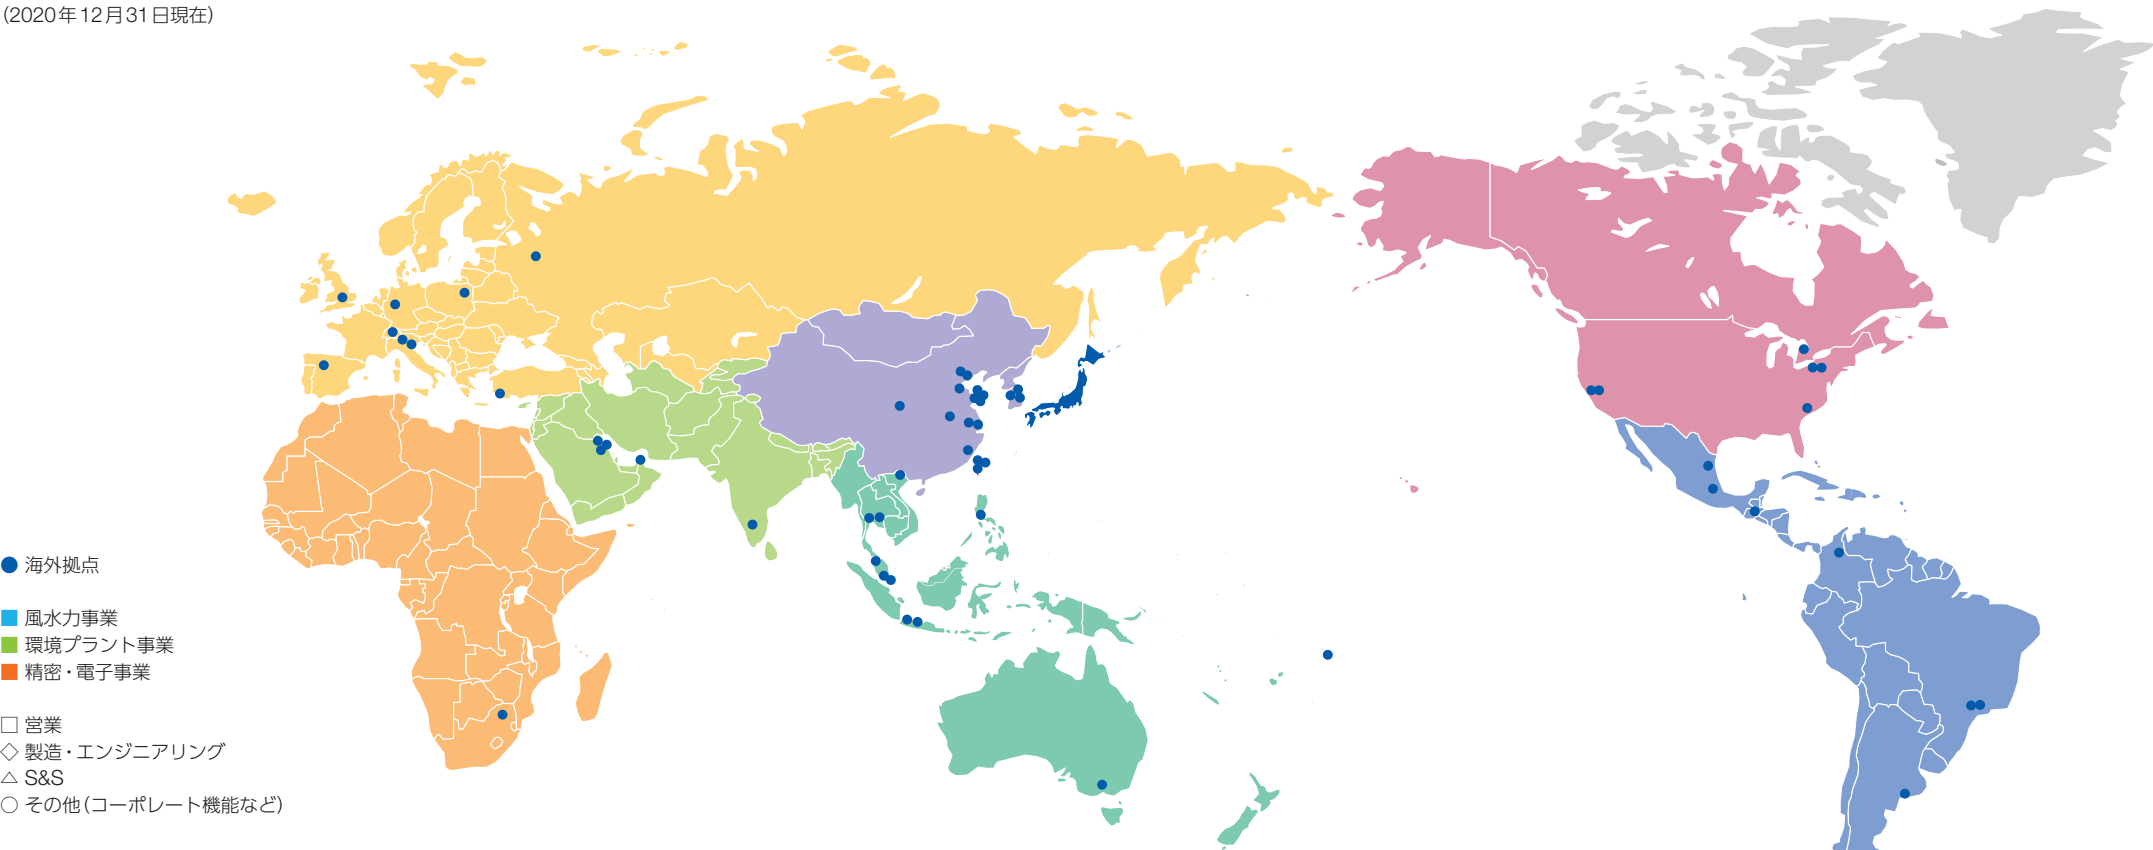 (2020年12月31日現在)
海外拠点
風水力事業
環境プラント事業
精密・電子事業
営業
製造・エンジニアリング
S&S
その他(コーポレート機能など)